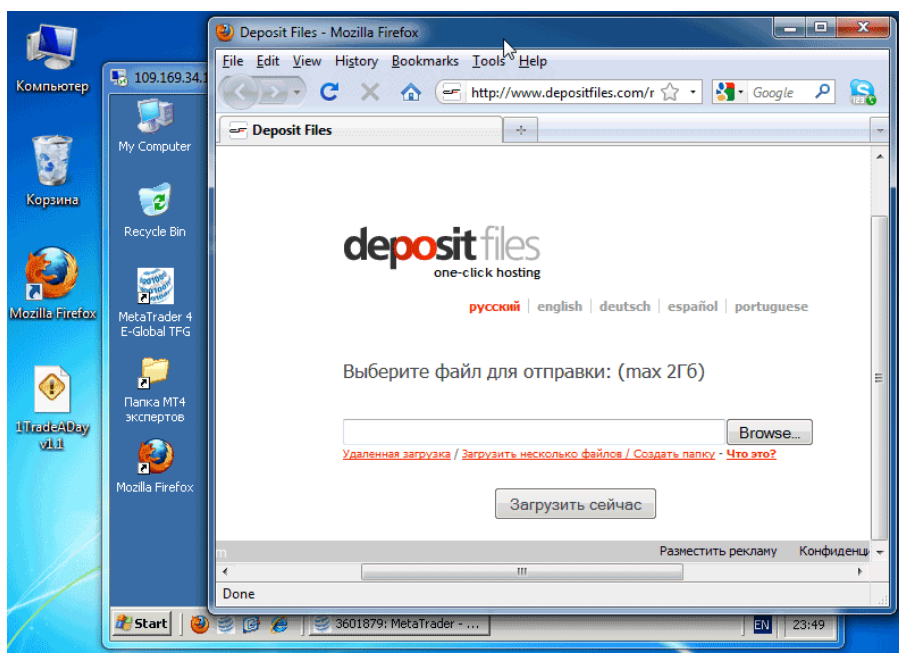 Компьютер
Корзина
Mozilla Firefox
1TradeADay
v1.1
109.169.34.1
My Computer
Recycle Bin
MetaTrader 4
E-Global TFG
Папка МТ4
экспертов
Mozilla Firefox
Start
3601879: MetaTrader - ...
EN
23:49
Deposit Files - Mozilla Firefox
File Edit View History Bookmarks Tools Help
http://www.depositfiles.com/r
Google
Deposit Files
depositfiles
one-click hosting
русский | english | deutsch | español | portuguese
Выберите файл для отправки: (max 2Гб)
Browse...
Удаленная загрузка / Загрузить несколько файлов / Создать папку - Что это?
Загрузить сейчас
m
Разместить рекламу
Конфиденци
Done